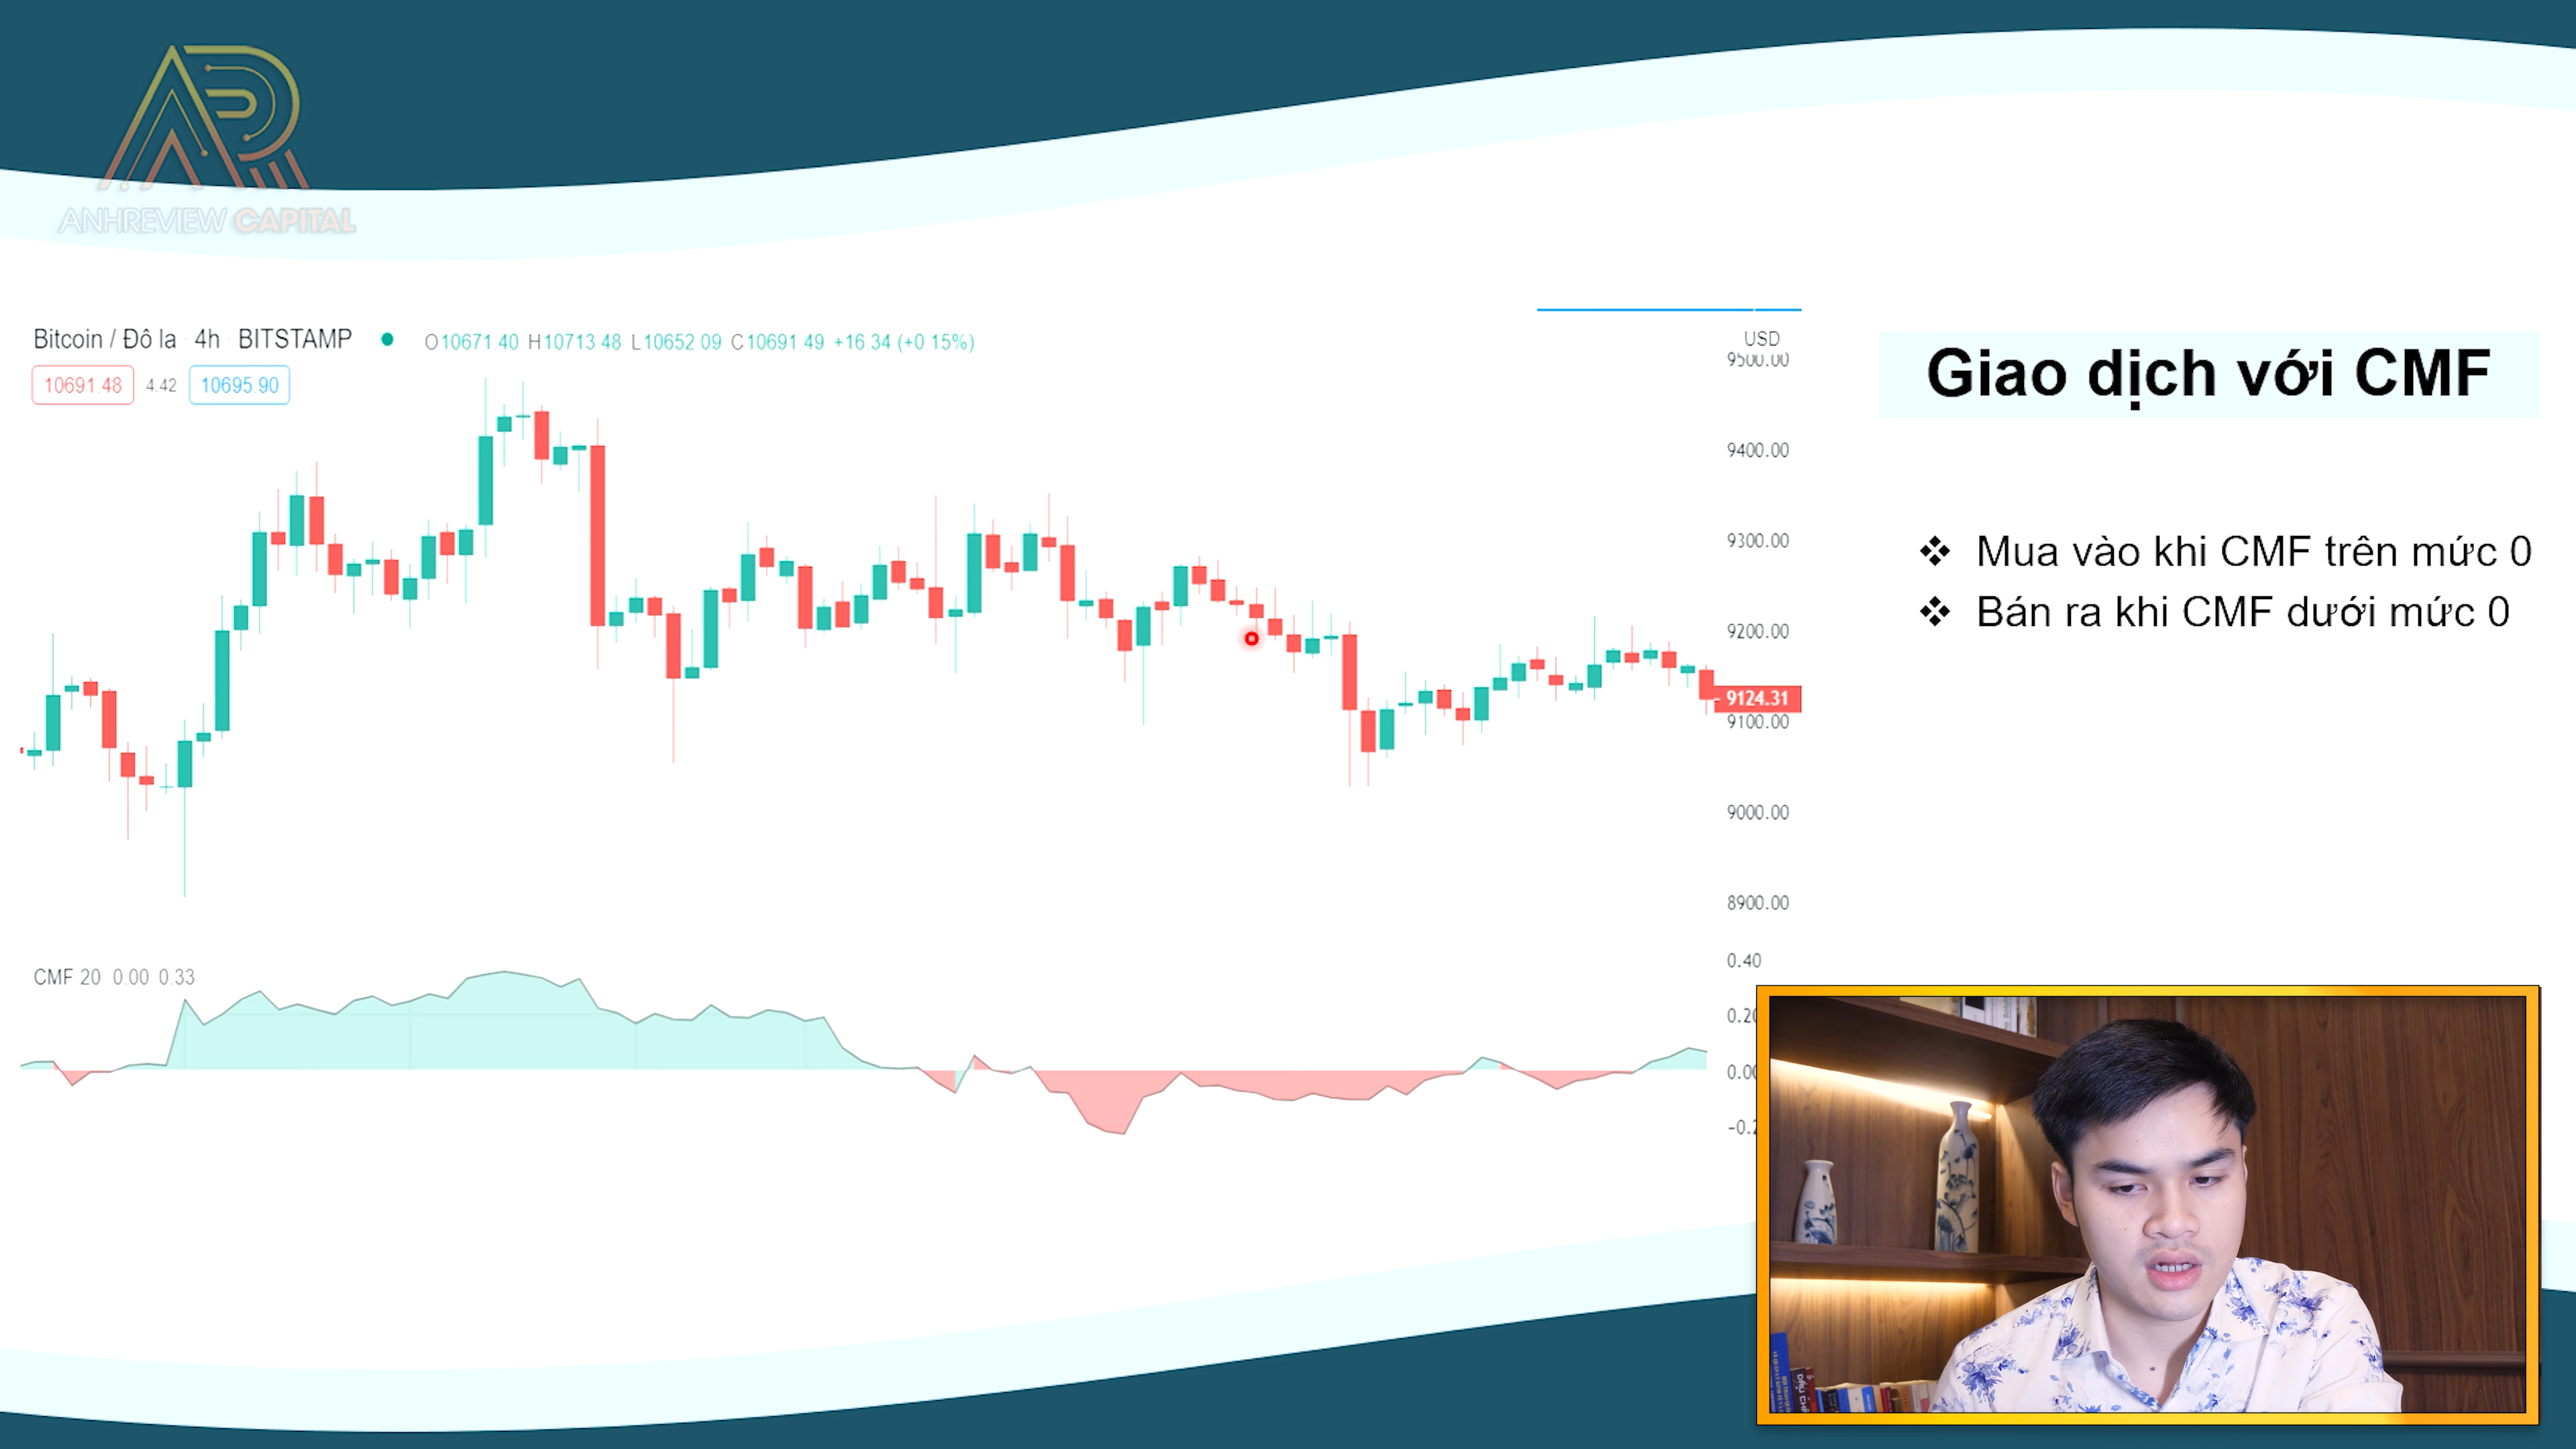 ANHREVIEW CAPITAL
Bitcoin / Đô la 4h BITSTAMP O10671.40 H10713.48 L10652.09 C10691.49 +16.34 (+0.15%)
10691.48 4.42 10695.90
USD
9500.00
9400.00
9300.00
9200.00
9124.31
9100.00
9000.00
8900.00
CMF 20 0.00 0.33
0.40
Giao dịch với CMF
❖ Mua vào khi CMF trên mức 0
❖ Bán ra khi CMF dưới mức 0